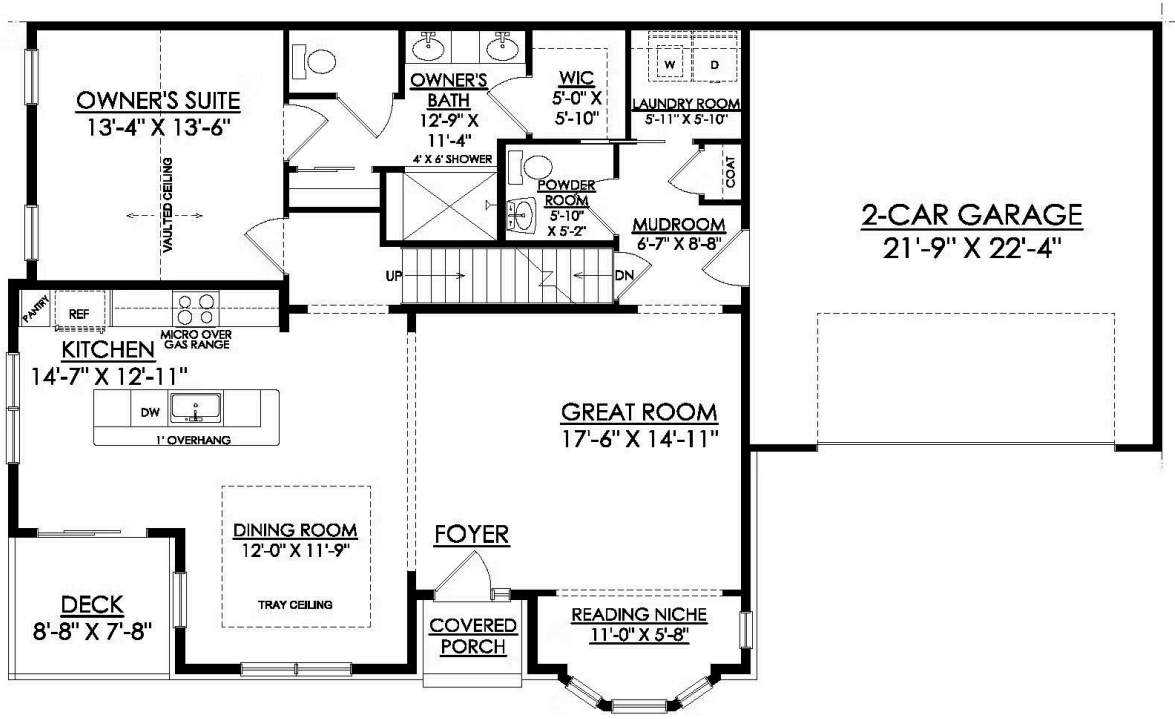 OWNER'S SUITE
13'-4" X 13'-6"
VAULTED CEILING
OWNER'S
BATH
12'-9" X
11'-4"
4' X 6' SHOWER
WIC
5'-0" X
5'-10"
W
D
LAUNDRY ROOM
5'-11" X 5'-10"
COAT
POWDER
ROOM
5'-10"
X 5'-2"
MUDROOM
6'-7" X 8'-8"
2-CAR GARAGE
21'-9" X 22'-4"
UP
DN
PANTRY
REF
MICRO OVER
GAS RANGE
KITCHEN
14'-7" X 12'-11"
DW
1' OVERHANG
GREAT ROOM
17'-6" X 14'-11"
DINING ROOM
12'-0" X 11'-9"
TRAY CEILING
FOYER
DECK
8'-8" X 7'-8"
COVERED
PORCH
READING NICHE
11'-0" X 5'-8"